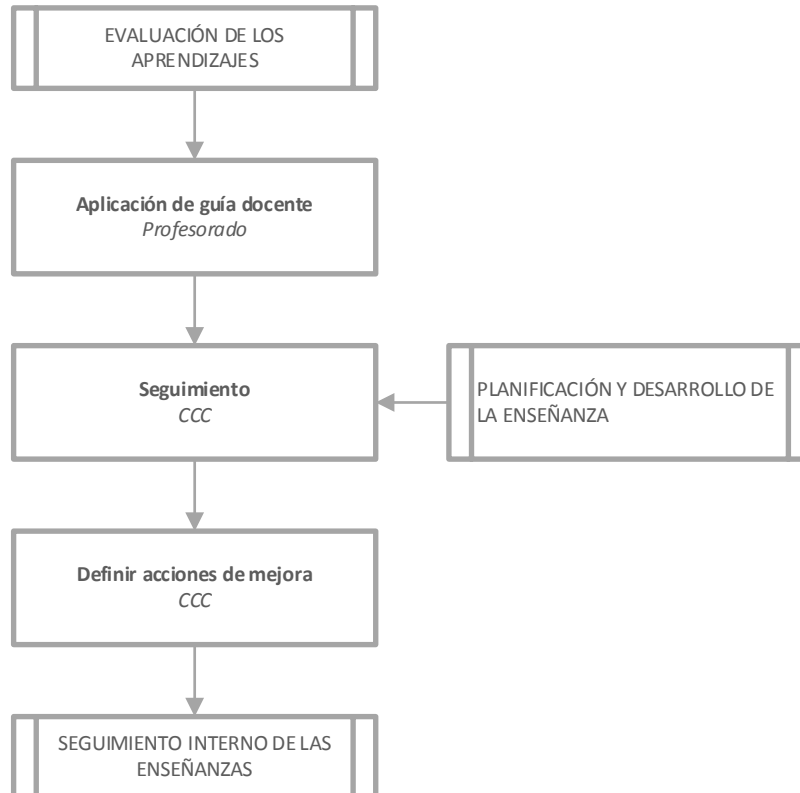 EVALUACIÓN DE LOS
APRENDIZAJES
Aplicación de guía docente
Profesorado
Seguimiento
CCC
PLANIFICACIÓN Y DESARROLLO DE
LA ENSEÑANZA
Definir acciones de mejora
CCC
SEGUIMIENTO INTERNO DE LAS
ENSEÑANZAS